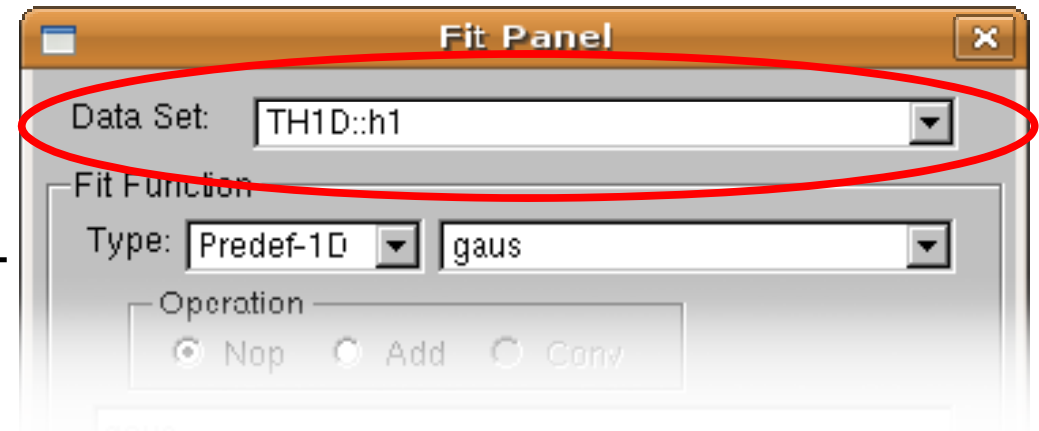 Fit Panel
Data Set: TH1D::h1
Fit Function
Type: Predef-1D gaus
Operation
Nop Add Conv